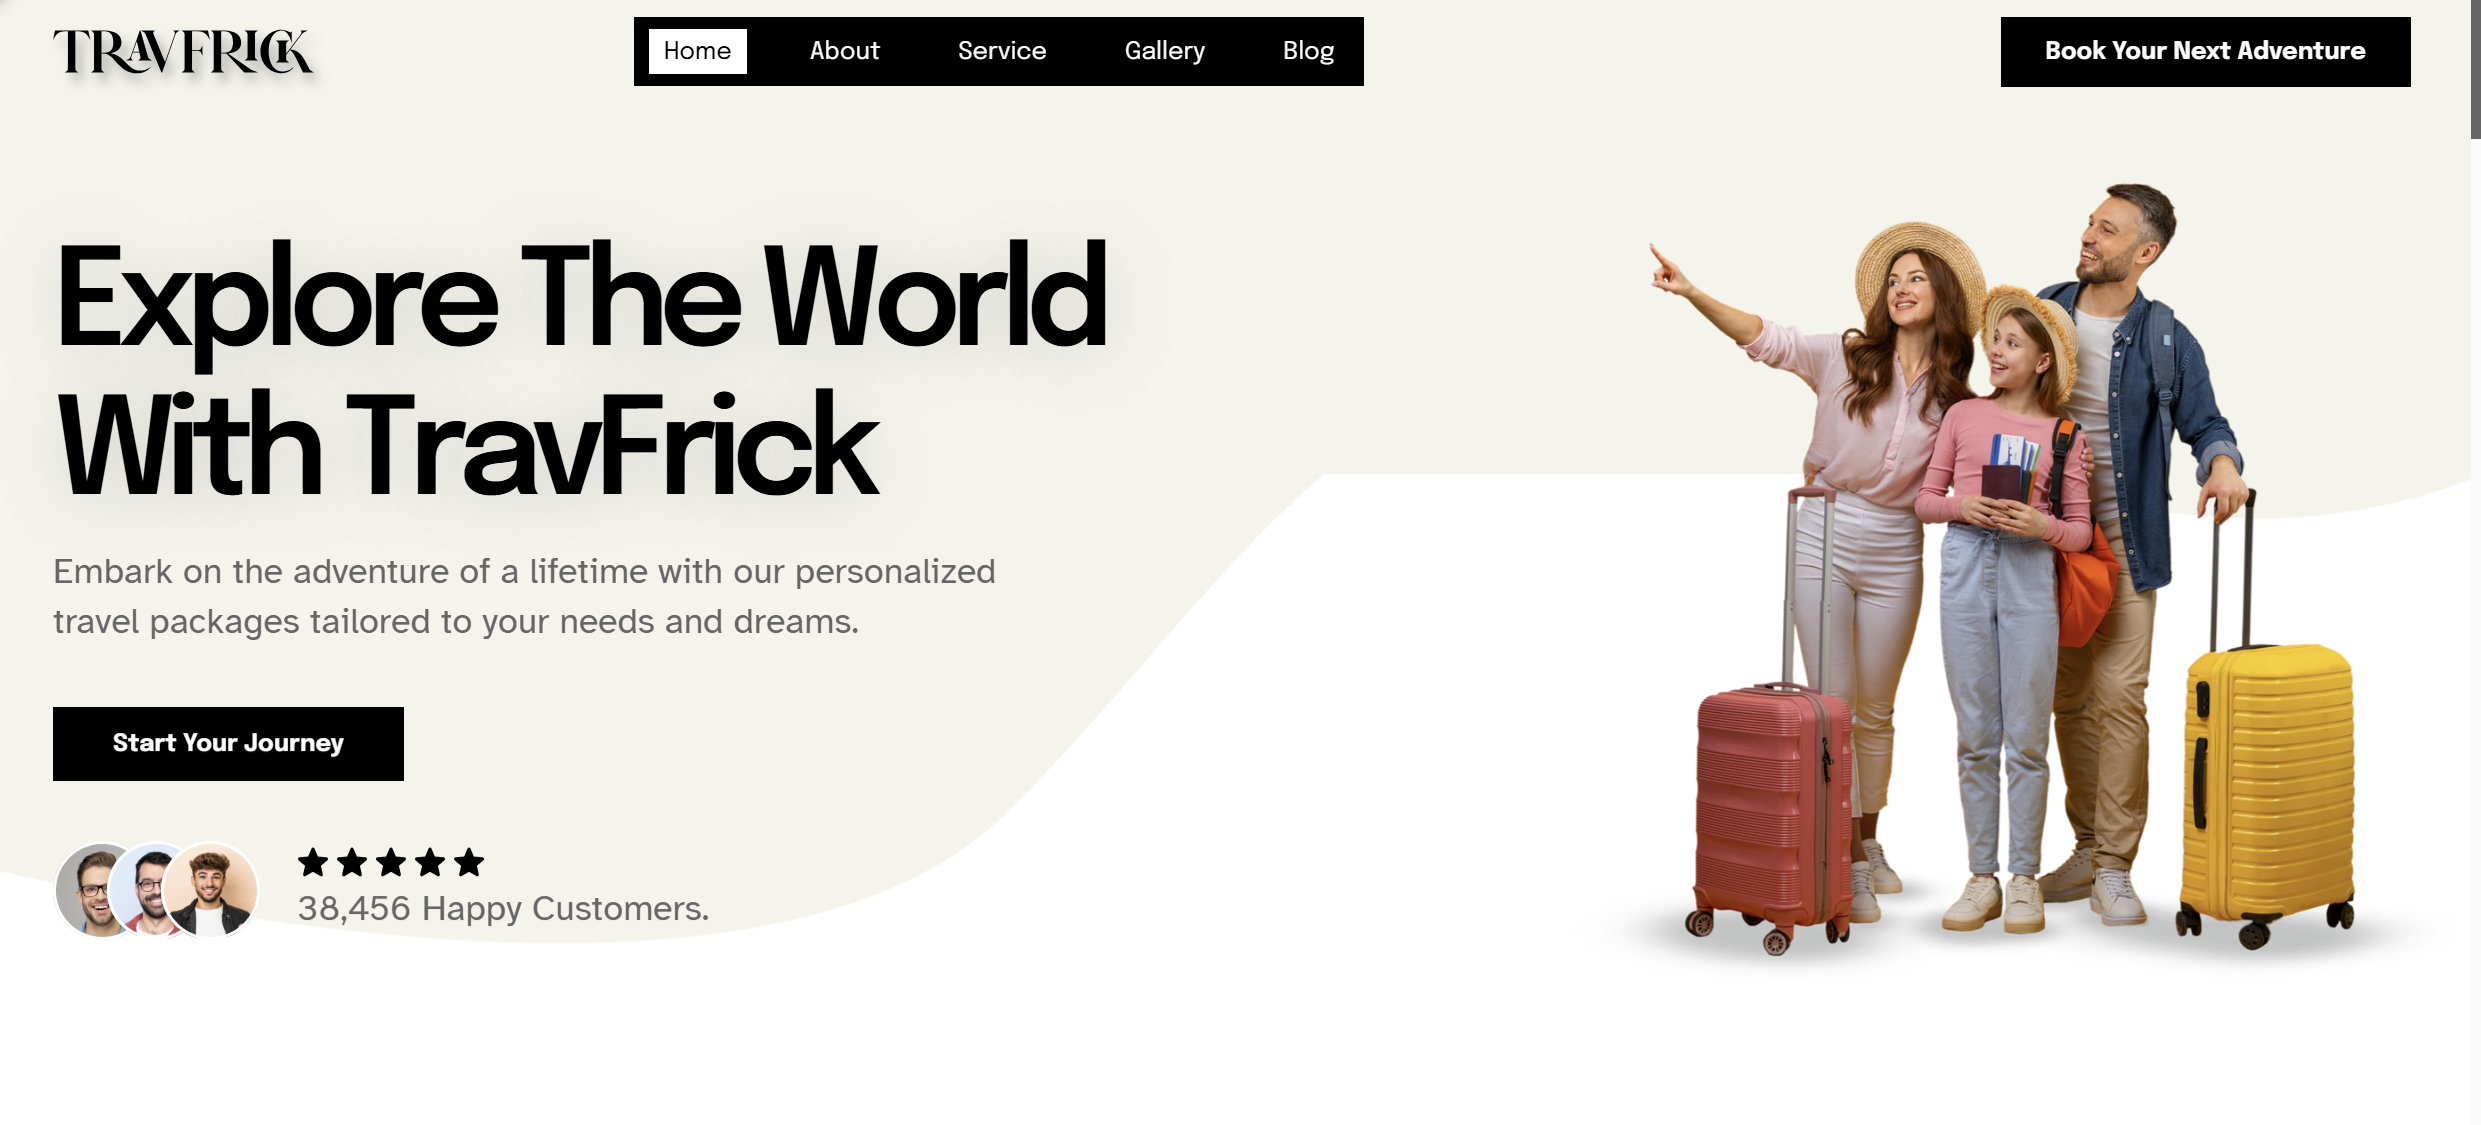 TRAVFRICK
Home About Service Gallery Blog
Book Your Next Adventure
Explore The World
With TravFrick
Embark on the adventure of a lifetime with our personalized
travel packages tailored to your needs and dreams.
Start Your Journey
38,456 Happy Customers.